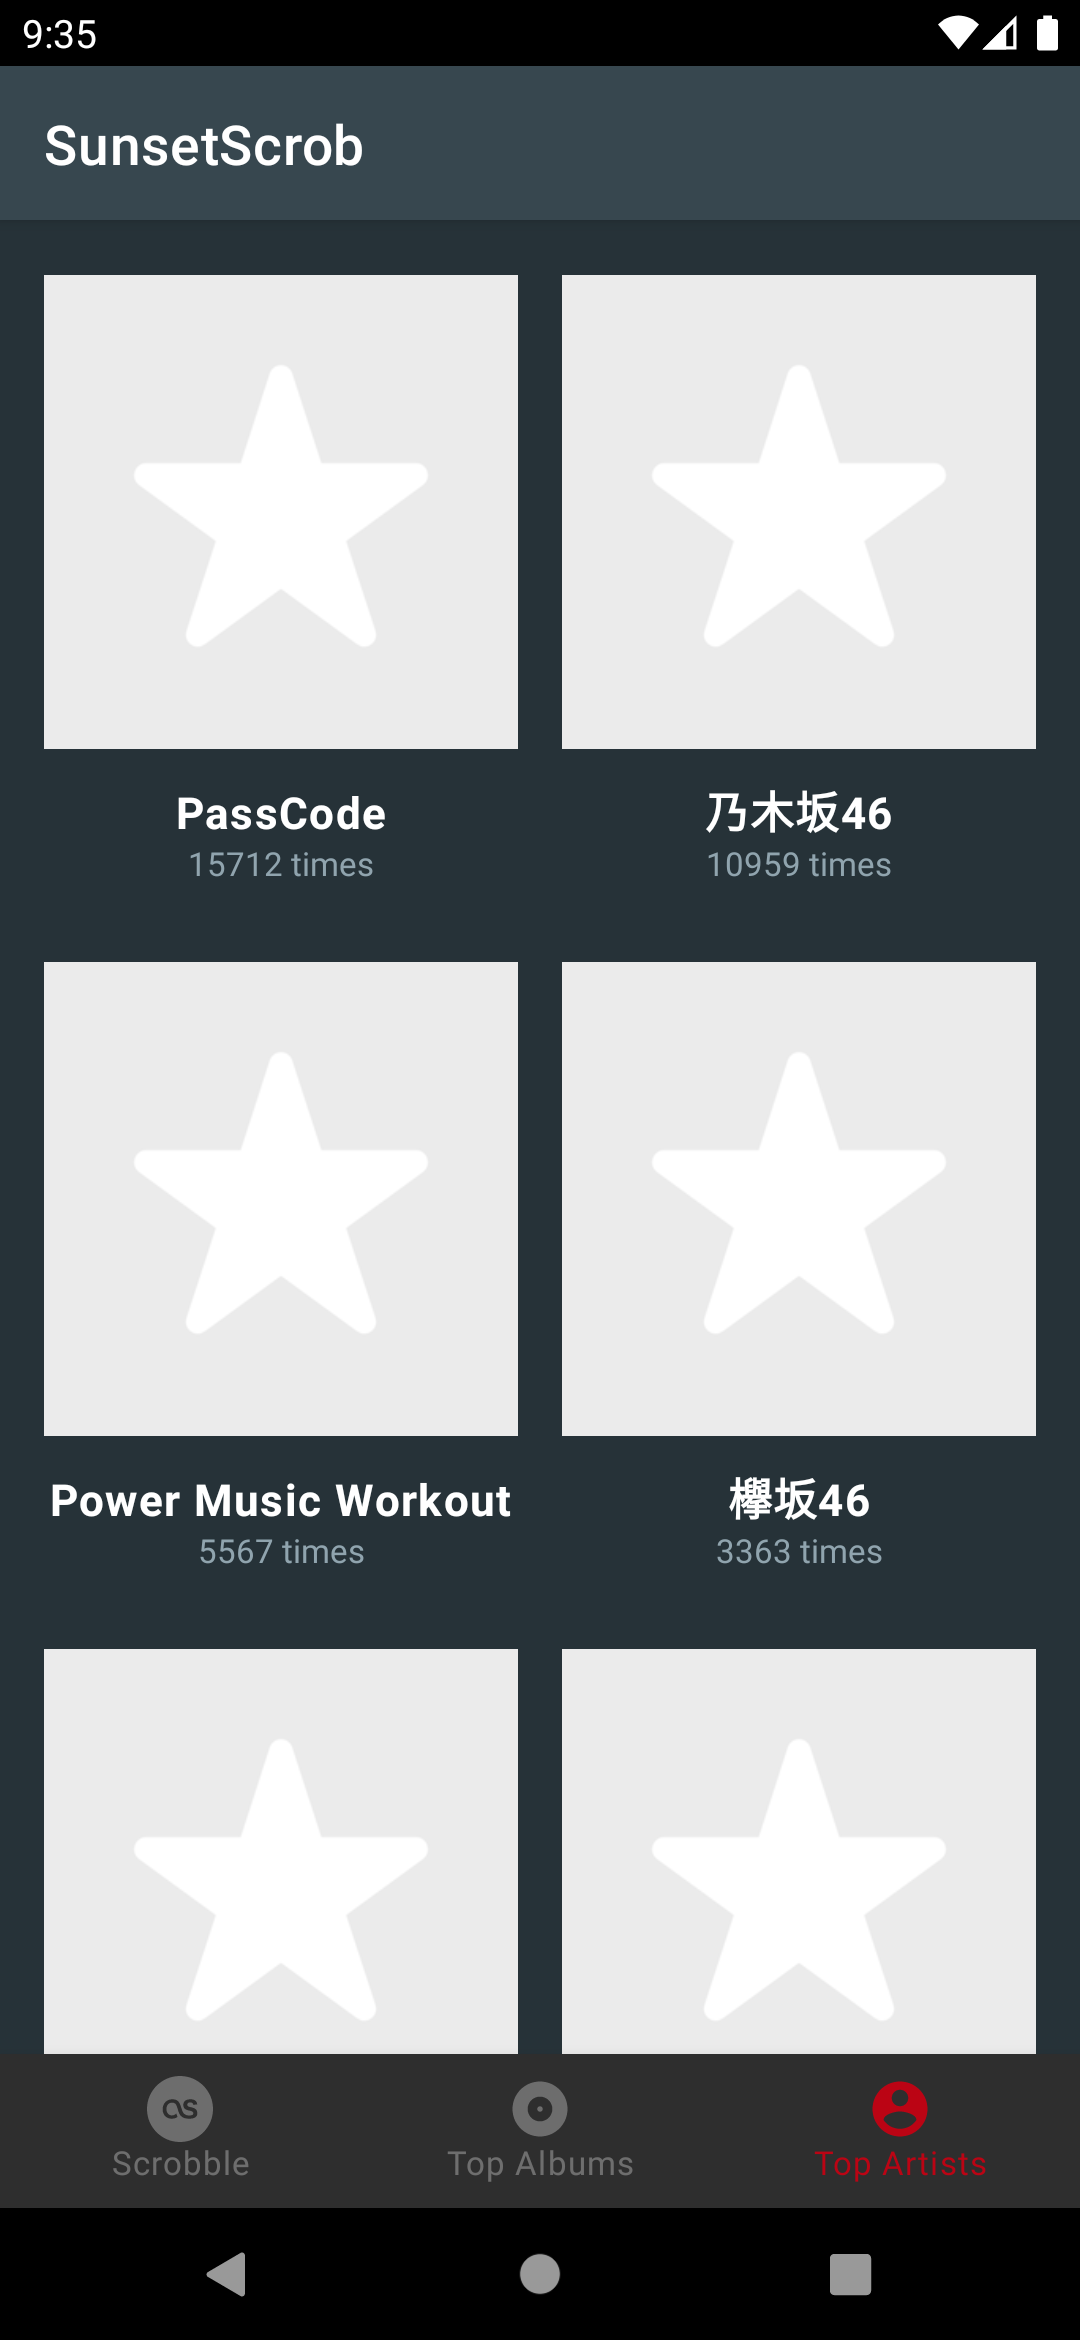 9:35
SunsetScrob
PassCode
15712 times
乃木坂46
10959 times
Power Music Workout
5567 times
欅坂46
3363 times
Scrobble
Top Albums
Top Artists